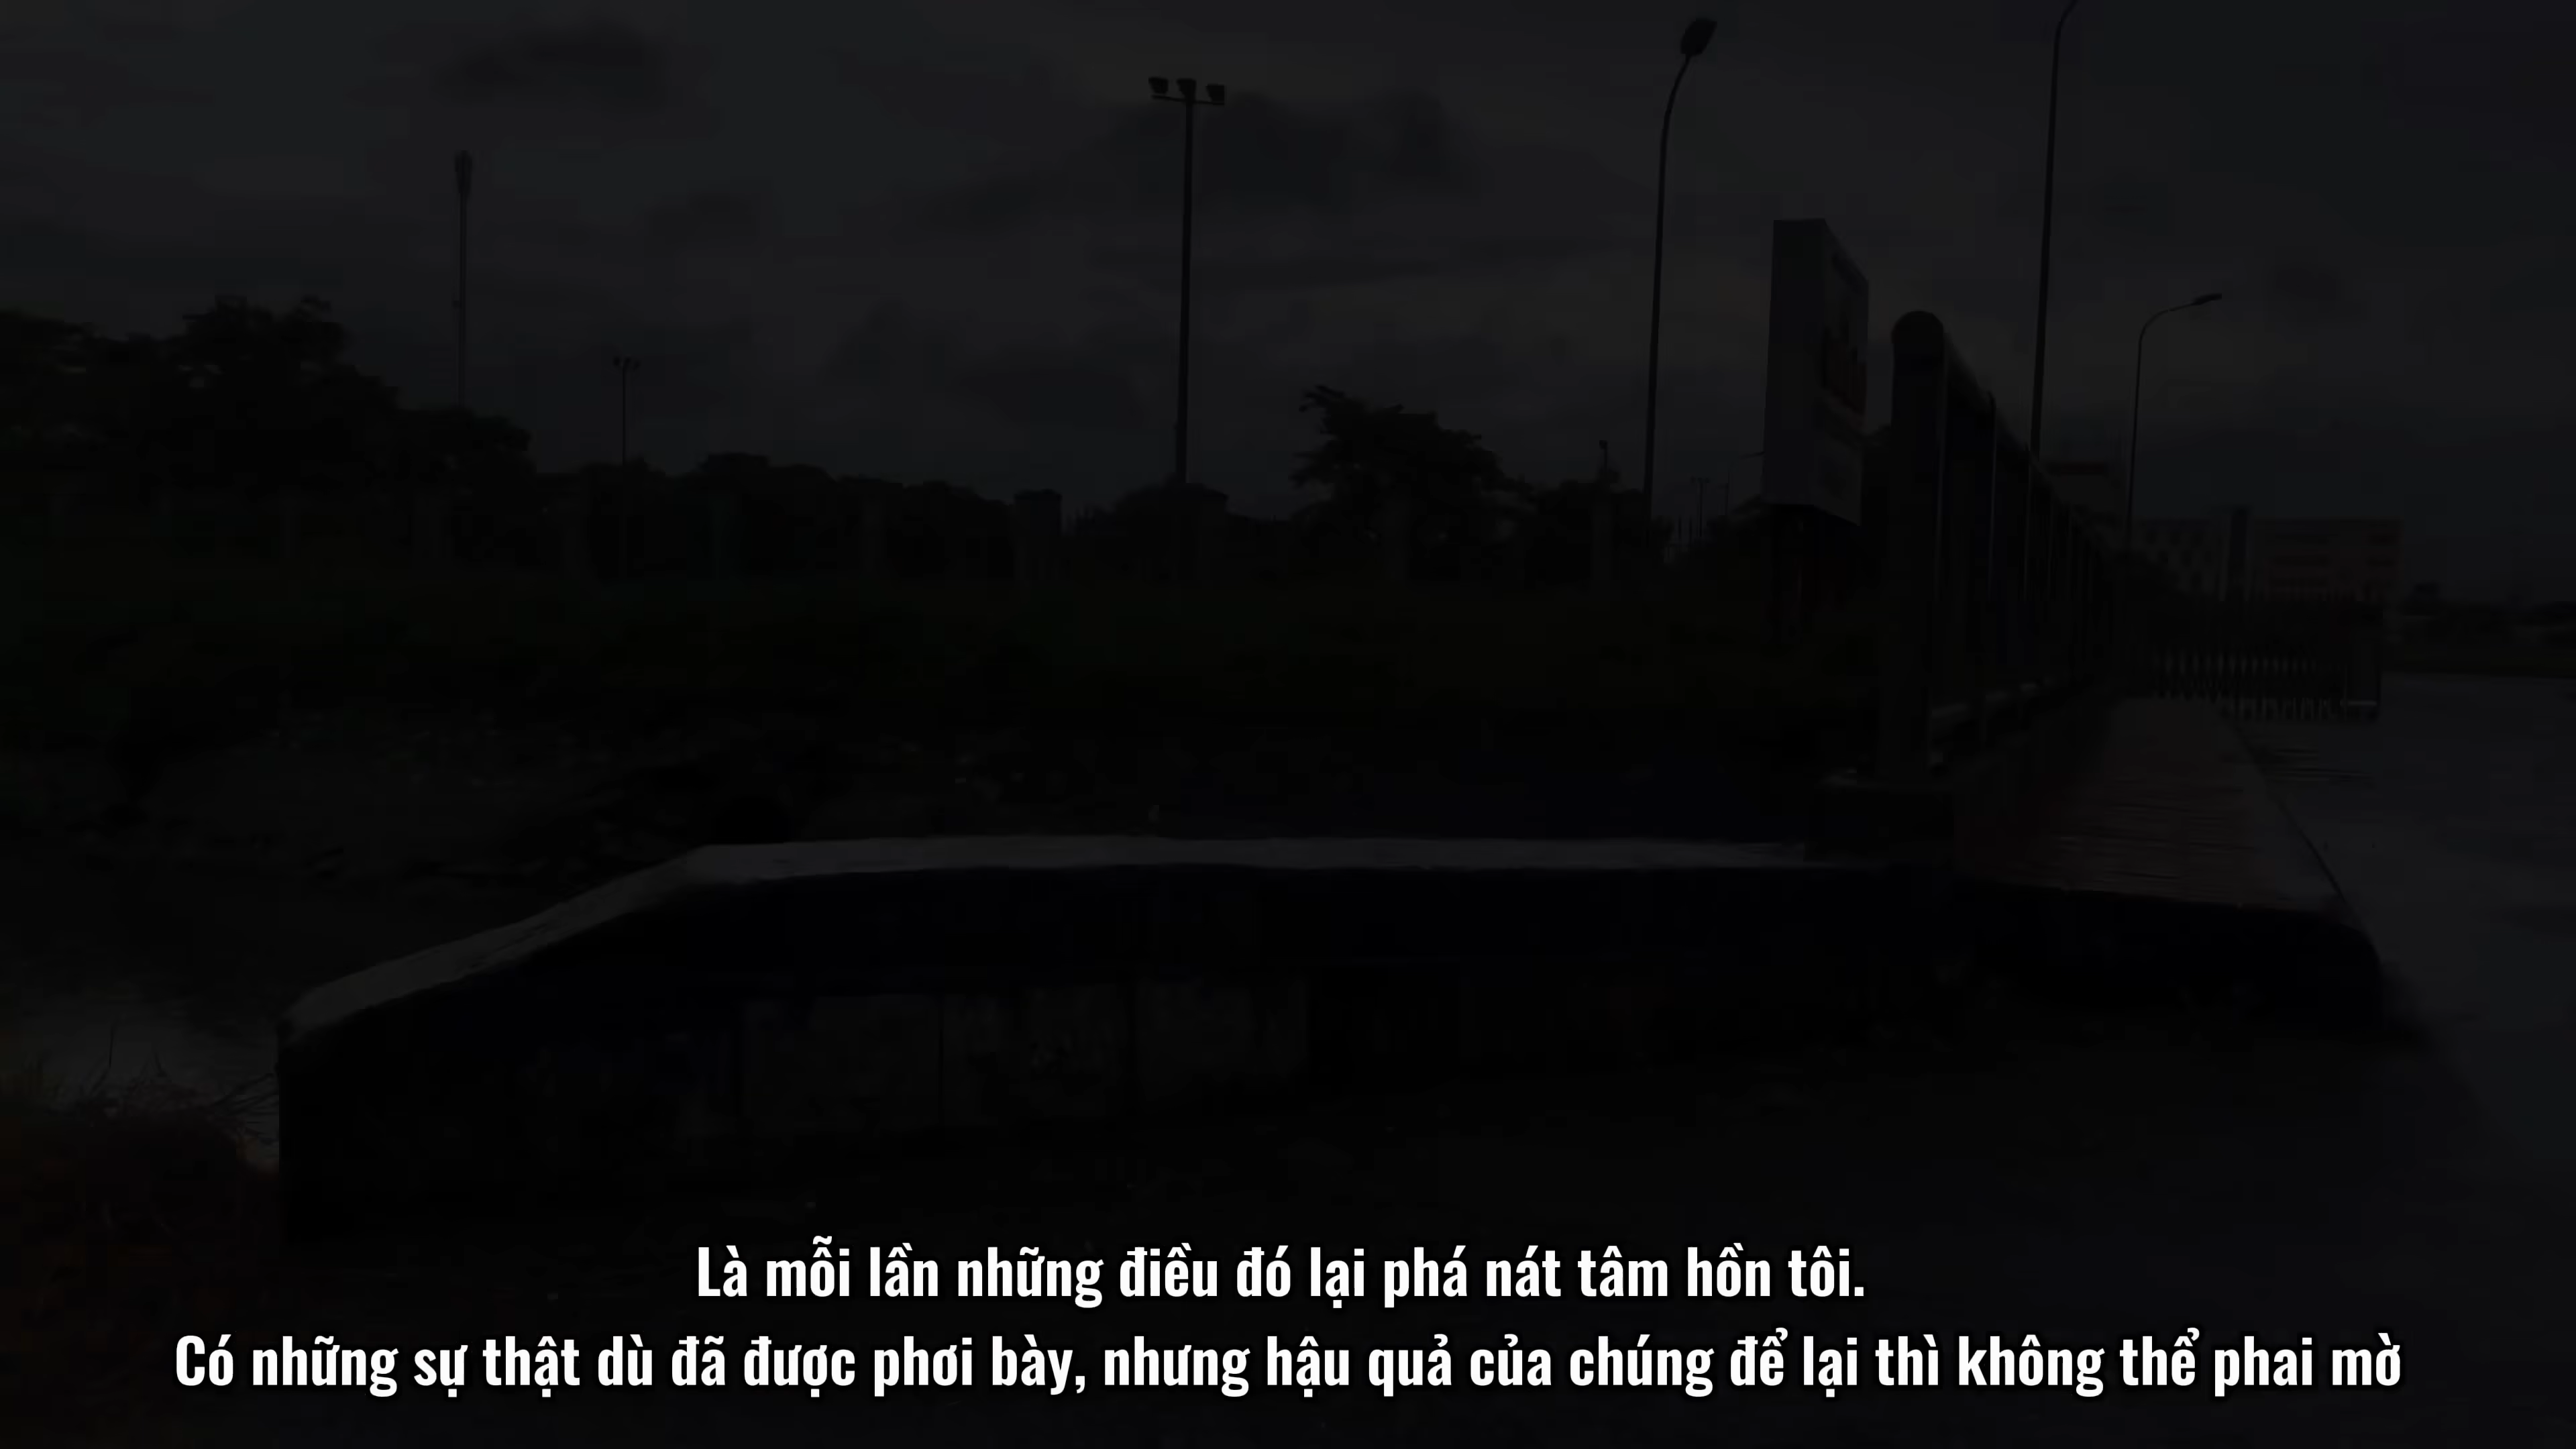 Là mỗi lần những điều đó lại phá nát tâm hồn tôi.
Có những sự thật dù đã được phơi bày, nhưng hậu quả của chúng để lại thì không thể phai mờ